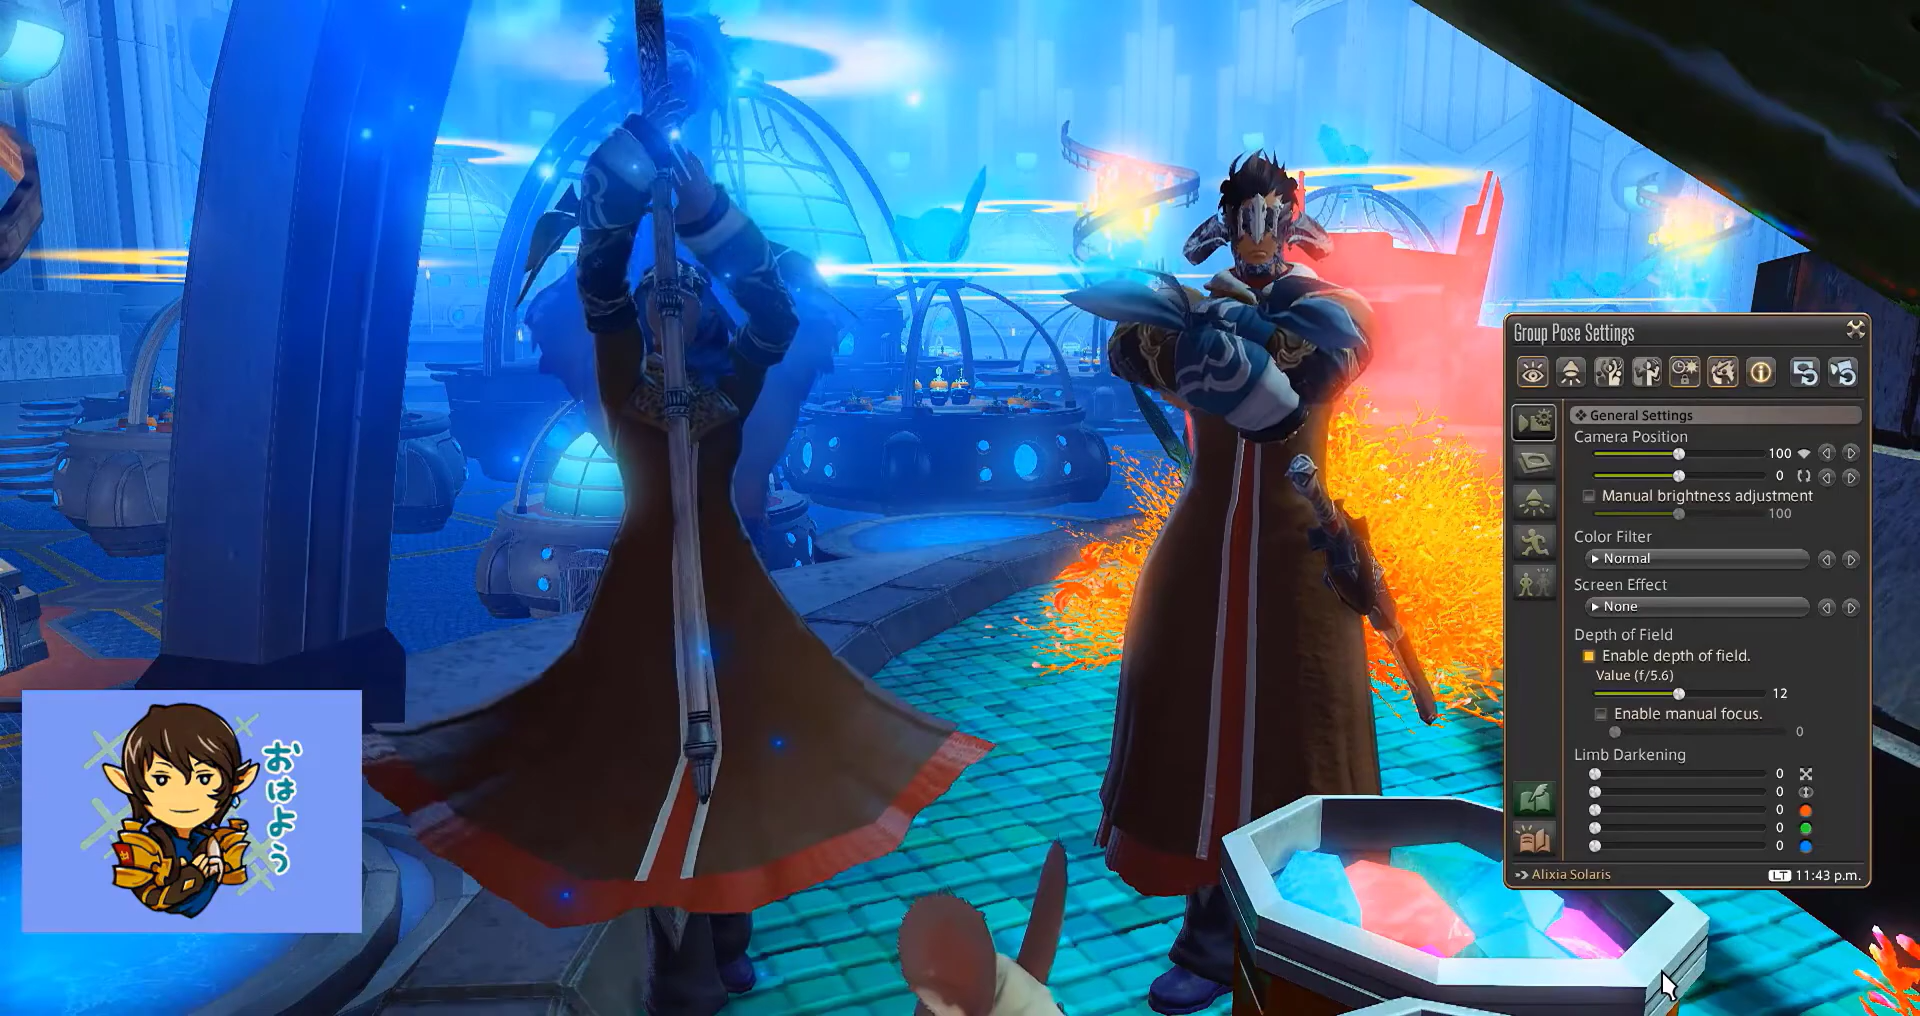 Group Pose Settings
General Settings
Camera Position
100
0
Manual brightness adjustment
100
Color Filter
Normal
Screen Effect
None
Depth of Field
Enable depth of field.
Value (f/5.6)
12
Enable manual focus.
0
Limb Darkening
0
0
0
0
0
Alixia Solaris
LT 11:43 p.m.
おはよう